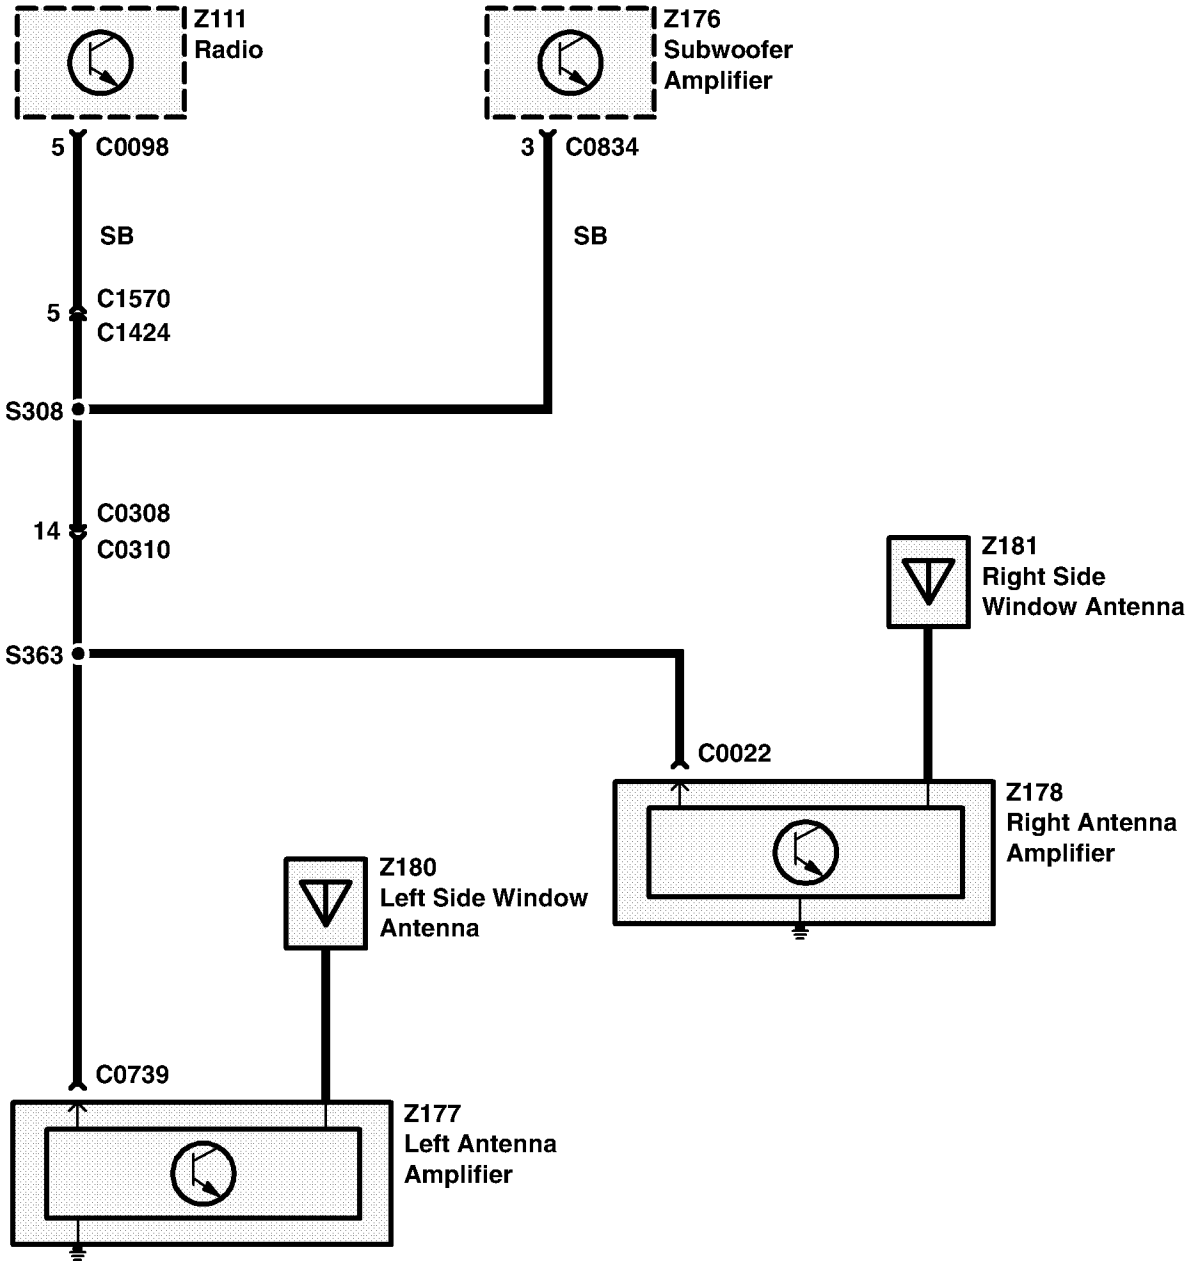 Z111
Radio
Z176
Subwoofer
Amplifier
5 C0098
3 C0834
SB
SB
C1570
5
C1424
S308
C0308
14
C0310
Z181
Right Side
Window Antenna
S363
C0022
Z178
Right Antenna
Amplifier
Z180
Left Side Window
Antenna
C0739
Z177
Left Antenna
Amplifier